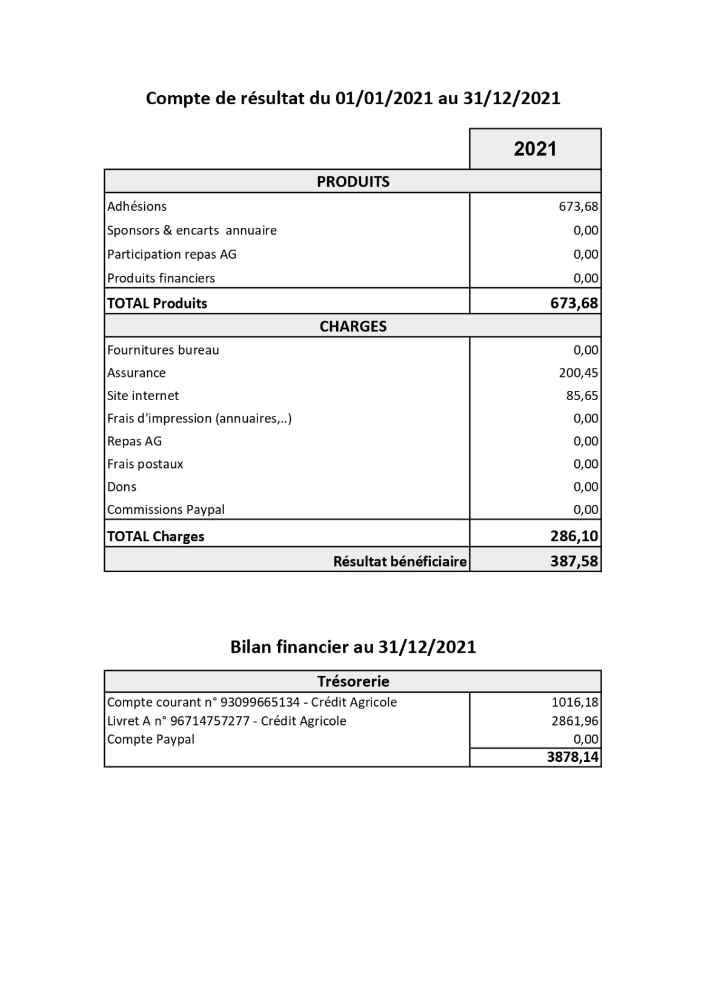 Compte de résultat du 01/01/2021 au 31/12/2021
2021
PRODUITS
Adhésions 673,68
Sponsors & encarts annuaire 0,00
Participation repas AG 0,00
Produits financiers 0,00
TOTAL Produits 673,68
CHARGES
Fournitures bureau 0,00
Assurance 200,45
Site internet 85,65
Frais d'impression (annuaires,..) 0,00
Repas AG 0,00
Frais postaux 0,00
Dons 0,00
Commissions Paypal 0,00
TOTAL Charges 286,10
Résultat bénéficiaire 387,58
Bilan financier au 31/12/2021
Trésorerie
Compte courant n° 93099665134 - Crédit Agricole 1016,18
Livret A n° 96714757277 - Crédit Agricole 2861,96
Compte Paypal 0,00
3878,14